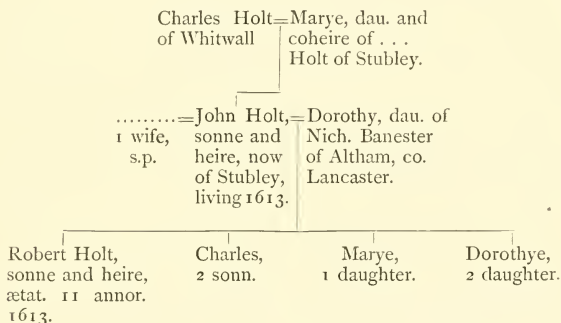 Charles Holt=Marye, dau. and
of Whitwall coheire of . . .
Holt of Stubley.
.........=John Holt,=Dorothy, dau. of
1 wife, sonne and Nich. Banester
s.p. heire, now of Altham, co.
of Stubley, Lancaster.
living 1613.
Robert Holt, Charles, Marye, Dorothye,
sonne and heire, 2 sonn. 1 daughter. 2 daughter.
ætat. 11 annor.
1613.